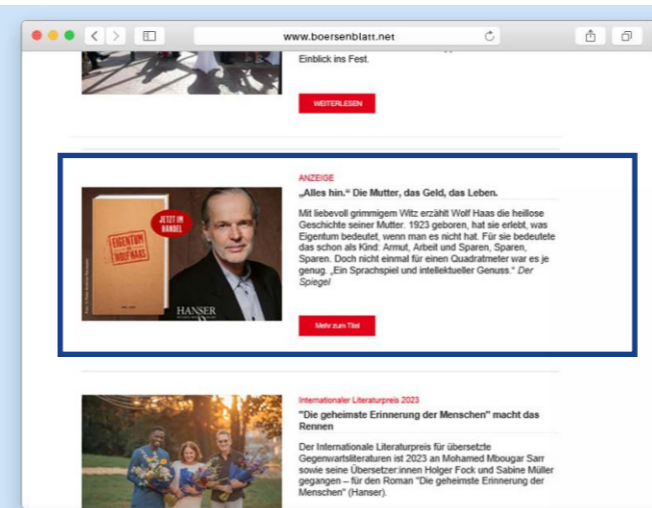 www.boersenblatt.net
Einblick ins Fest.
WEITERLESEN
ANZEIGE
„Alles hin.“ Die Mutter, das Geld, das Leben.
Mit liebevoll grimmigem Witz erzählt Wolf Haas die heillose
Geschichte seiner Mutter. 1923 geboren, hat sie erlebt, was
Eigentum bedeutet, wenn man es nicht hat. Für sie bedeutete
das schon als Kind: Armut, Arbeit und Sparen, Sparen,
Sparen. Doch nicht einmal für einen Quadratmeter war es je
genug. „Ein Sprachspiel und intellektueller Genuss.“ Der
Spiegel
JETZT IM
HANDEL
EIGENTUM
WOLF HAAS
HANSER
Mehr zum Titel
Internationaler Literaturpreis 2023
"Die geheimste Erinnerung der Menschen" macht das
Rennen
Der Internationale Literaturpreis für übersetzte
Gegenwartsliteraturen ist 2023 an Mohamed Mbougar Sarr
sowie seine Übersetzer:innen Holger Fock und Sabine Müller
gegangen – für den Roman "Die geheimste Erinnerung der
Menschen" (Hanser).